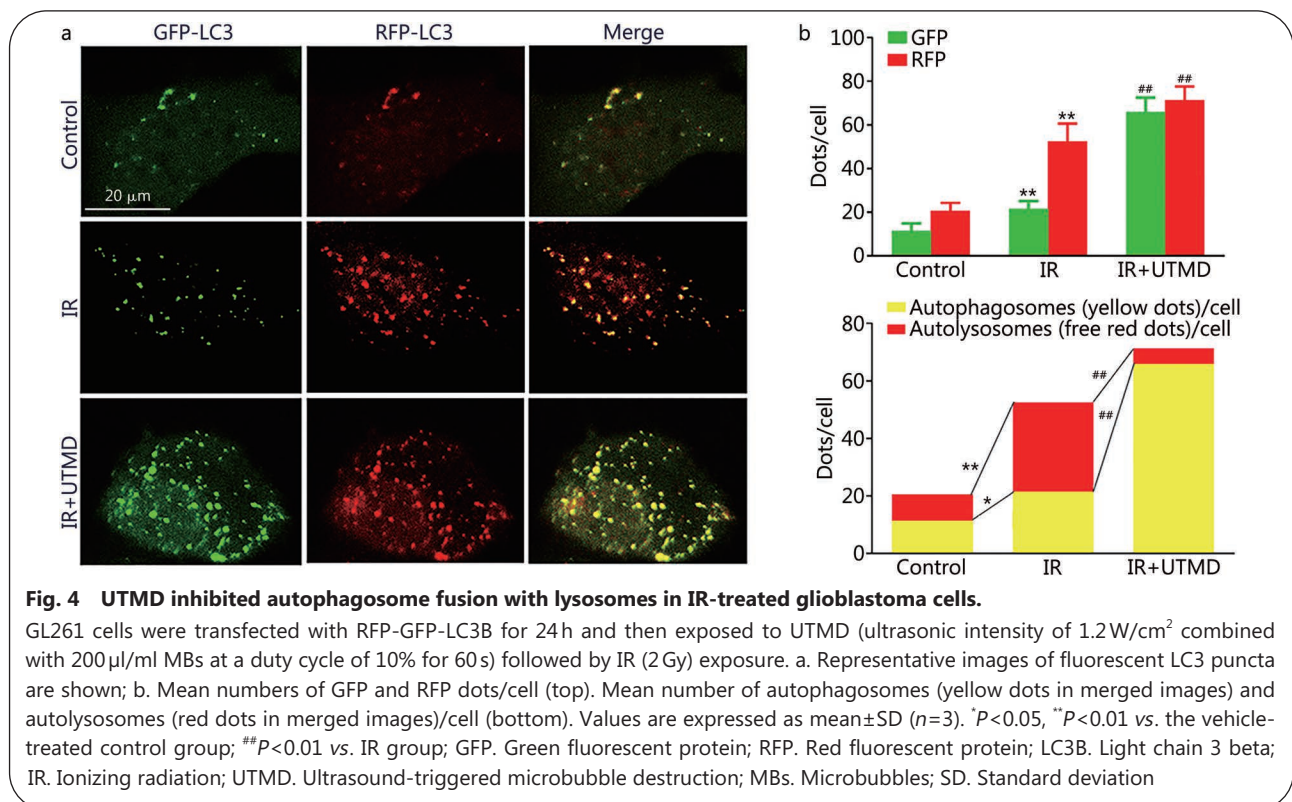 a
GFP-LC3
RFP-LC3
Merge
Control
20 μm
IR
IR+UTMD
b
100
80
60
40
20
0
Dots/cell
GFP
RFP
**
**
##
##
Control
IR
IR+UTMD
Autophagosomes (yellow dots)/cell
Autolysosomes (free red dots)/cell
80
60
40
20
0
Dots/cell
**
*
##
##
Control
IR
IR+UTMD
Fig. 4 UTMD inhibited autophagosome fusion with lysosomes in IR-treated glioblastoma cells.
GL261 cells were transfected with RFP-GFP-LC3B for 24 h and then exposed to UTMD (ultrasonic intensity of 1.2 W/cm² combined
with 200 μl/ml MBs at a duty cycle of 10% for 60 s) followed by IR (2 Gy) exposure. a. Representative images of fluorescent LC3 puncta
are shown; b. Mean numbers of GFP and RFP dots/cell (top). Mean number of autophagosomes (yellow dots in merged images) and
autolysosomes (red dots in merged images)/cell (bottom). Values are expressed as mean±SD (n=3). *P<0.05, **P<0.01 vs. the vehicle-
treated control group; ##P<0.01 vs. IR group; GFP. Green fluorescent protein; RFP. Red fluorescent protein; LC3B. Light chain 3 beta;
IR. Ionizing radiation; UTMD. Ultrasound-triggered microbubble destruction; MBs. Microbubbles; SD. Standard deviation